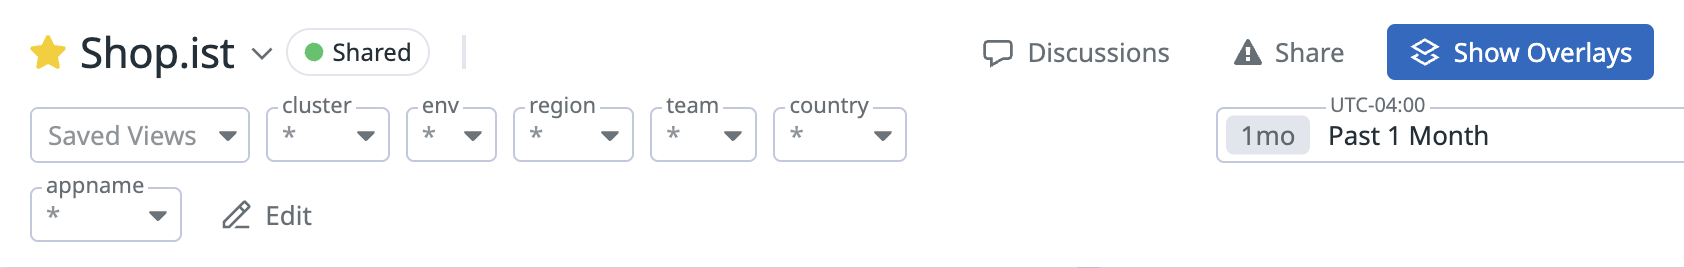 Shop.ist Shared Discussions Share Show Overlays
cluster env region team country UTC-04:00
Saved Views * * * * * 1mo Past 1 Month
appname
* Edit